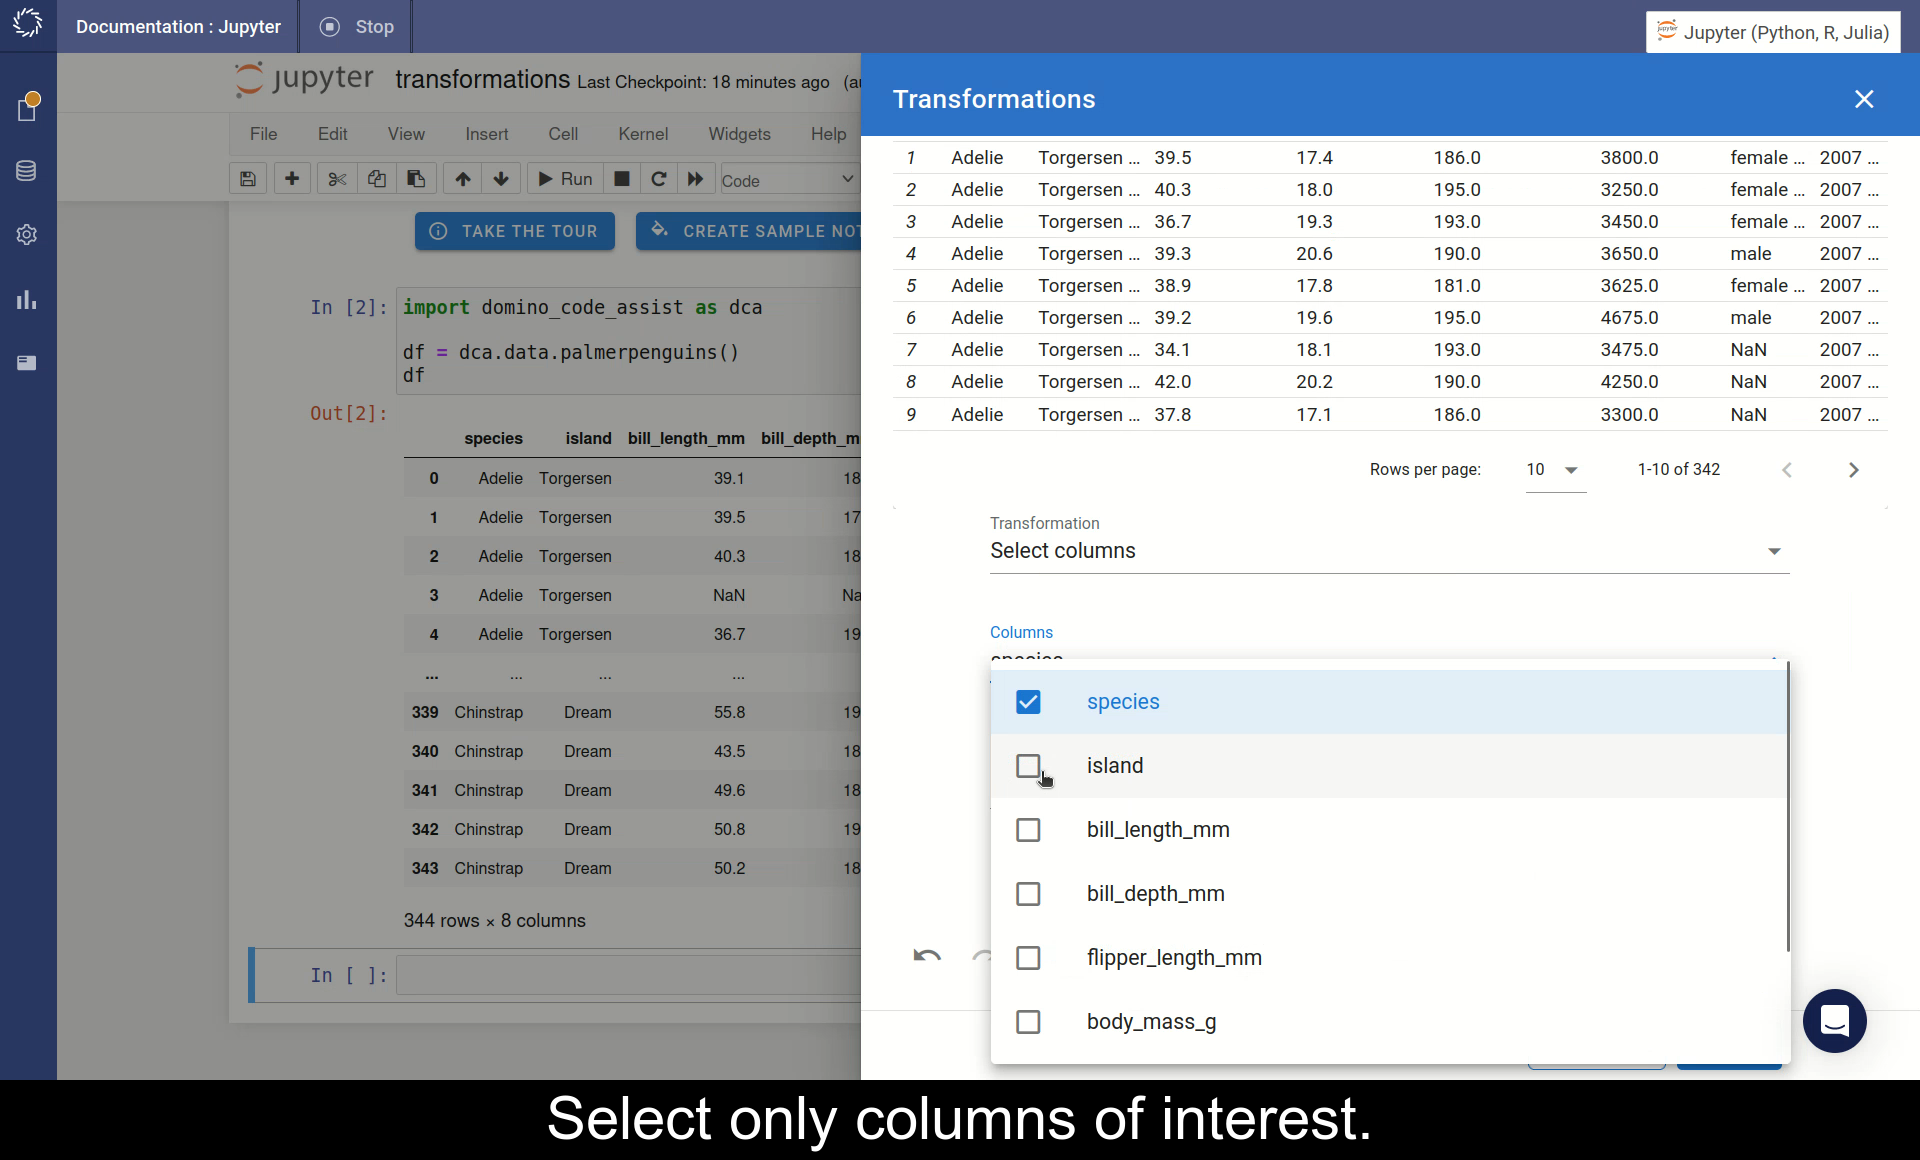 Documentation : Jupyter
Stop
Jupyter (Python, R, Julia)
jupyter transformations Last Checkpoint: 18 minutes ago (au
File Edit View Insert Cell Kernel Widgets Help
Run Code
TAKE THE TOUR
CREATE SAMPLE NOT
In [2]: import domino_code_assist as dca
df = dca.data.palmerpenguins()
df
Out[2]:
species island bill_length_mm bill_depth_m
0 Adelie Torgersen 39.1 18
1 Adelie Torgersen 39.5 17
2 Adelie Torgersen 40.3 18
3 Adelie Torgersen NaN Na
4 Adelie Torgersen 36.7 19
... ... ... ...
339 Chinstrap Dream 55.8 19
340 Chinstrap Dream 43.5 18
341 Chinstrap Dream 49.6 18
342 Chinstrap Dream 50.8 19
343 Chinstrap Dream 50.2 18
344 rows × 8 columns
In [ ]:
Transformations
1 Adelie Torgersen ... 39.5 17.4 186.0 3800.0 female ... 2007 ...
2 Adelie Torgersen ... 40.3 18.0 195.0 3250.0 female ... 2007 ...
3 Adelie Torgersen ... 36.7 19.3 193.0 3450.0 female ... 2007 ...
4 Adelie Torgersen ... 39.3 20.6 190.0 3650.0 male 2007 ...
5 Adelie Torgersen ... 38.9 17.8 181.0 3625.0 female ... 2007 ...
6 Adelie Torgersen ... 39.2 19.6 195.0 4675.0 male 2007 ...
7 Adelie Torgersen ... 34.1 18.1 193.0 3475.0 NaN 2007 ...
8 Adelie Torgersen ... 42.0 20.2 190.0 4250.0 NaN 2007 ...
9 Adelie Torgersen ... 37.8 17.1 186.0 3300.0 NaN 2007 ...
Rows per page: 10 1-10 of 342
Transformation
Select columns
Columns
species
species
island
bill_length_mm
bill_depth_mm
flipper_length_mm
body_mass_g
Select only columns of interest.